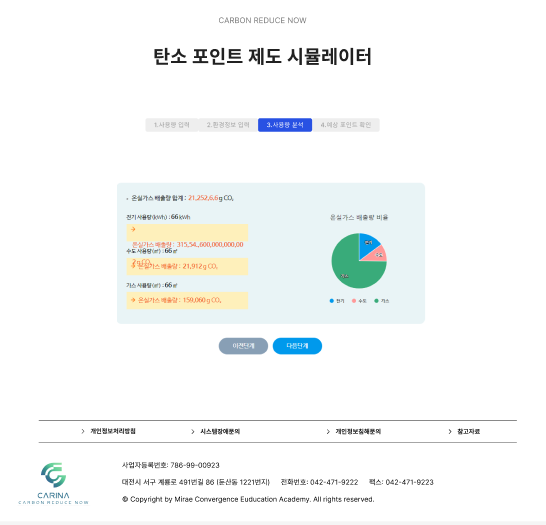 CARBON REDUCE NOW
탄소 포인트 제도 시뮬레이터
1.사용량 입력 2.환경정보 입력 3.사용량 분석 4.예상 포인트 확인
온실가스 배출량 합계 : 21,252,6,6 g CO₂
전기 사용량(kWh) : 66 kWh
온실가스 배출량 : 315,54,,600,000,000,00
2 g CO₂
수도 사용량(㎥) : 66 ㎥
온실가스 배출량 : 21,912 g CO₂
가스 사용량(㎥) : 66 ㎥
온실가스 배출량 : 159,060 g CO₂
온실가스 배출량 비율
전기 수도 가스
이전단계 다음단계
개인정보처리방침 시스템장애문의 개인정보침해문의 참고자료
CARINA
CARBON REDUCE NOW
사업자등록번호: 786-99-00923
대전시 서구 계룡로 491번길 86 (둔산동 1221번지) 전화번호: 042-471-9222 팩스: 042-471-9223
© Copyright by Mirae Convergence Euducation Academy. All rights reserved.